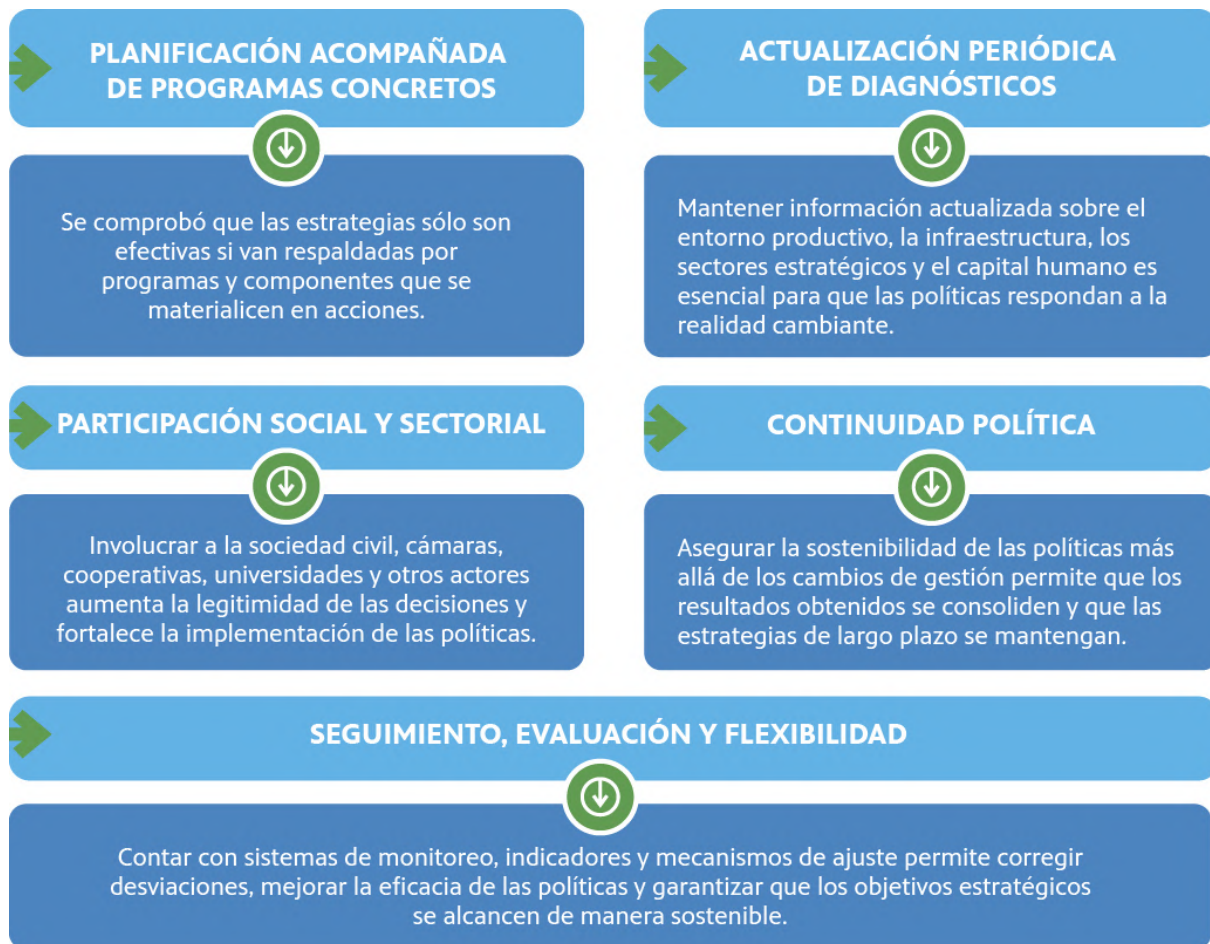 PLANIFICACIÓN ACOMPAÑADA
DE PROGRAMAS CONCRETOS
Se comprobó que las estrategias sólo son
efectivas si van respaldadas por
programas y componentes que se
materialicen en acciones.
ACTUALIZACIÓN PERIÓDICA
DE DIAGNÓSTICOS
Mantener información actualizada sobre el
entorno productivo, la infraestructura, los
sectores estratégicos y el capital humano es
esencial para que las políticas respondan a la
realidad cambiante.
PARTICIPACIÓN SOCIAL Y SECTORIAL
Involucrar a la sociedad civil, cámaras,
cooperativas, universidades y otros actores
aumenta la legitimidad de las decisiones y
fortalece la implementación de las políticas.
CONTINUIDAD POLÍTICA
Asegurar la sostenibilidad de las políticas más
allá de los cambios de gestión permite que los
resultados obtenidos se consoliden y que las
estrategias de largo plazo se mantengan.
SEGUIMIENTO, EVALUACIÓN Y FLEXIBILIDAD
Contar con sistemas de monitoreo, indicadores y mecanismos de ajuste permite corregir
desviaciones, mejorar la eficacia de las políticas y garantizar que los objetivos estratégicos
se alcancen de manera sostenible.